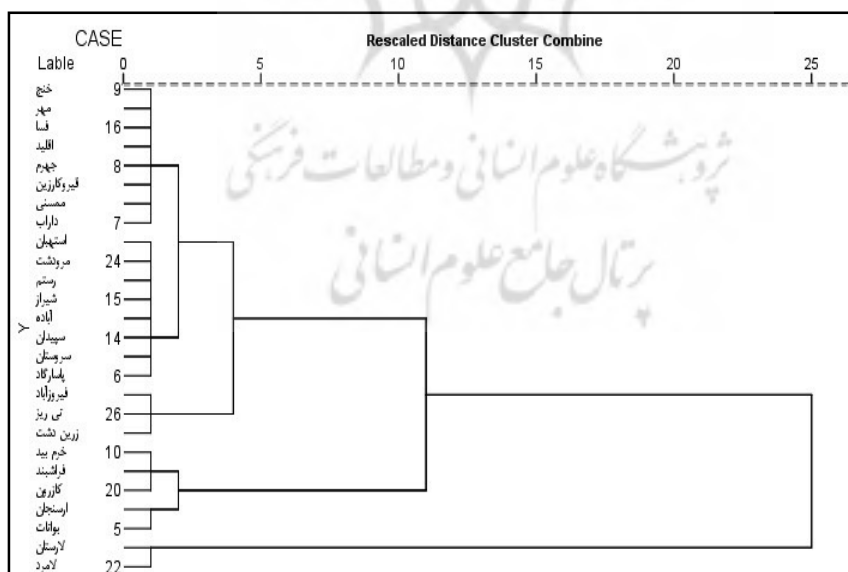 CASE
Rescaled Distance Cluster Combine
Lable
0 5 10 15 20 25
خنج 9
مهر
فسا 16
اقلید
جهرم 8
قیروکارزین
ممسنی
داراب 7
استهبان
مرودشت 24
رستم
شیراز 15
آباده
سپیدان 14
سروستان
پاسارگاد 6
فیروزآباد
نی ریز 26
زرین دشت
خرم بید 10
فراشبند
کازرون 20
ارسنجان
بوانات 5
لارستان
لامرد 22
Y
پژوهشگاه علوم انسانی و مطالعات فرهنگی
پرتال جامع علوم انسانی